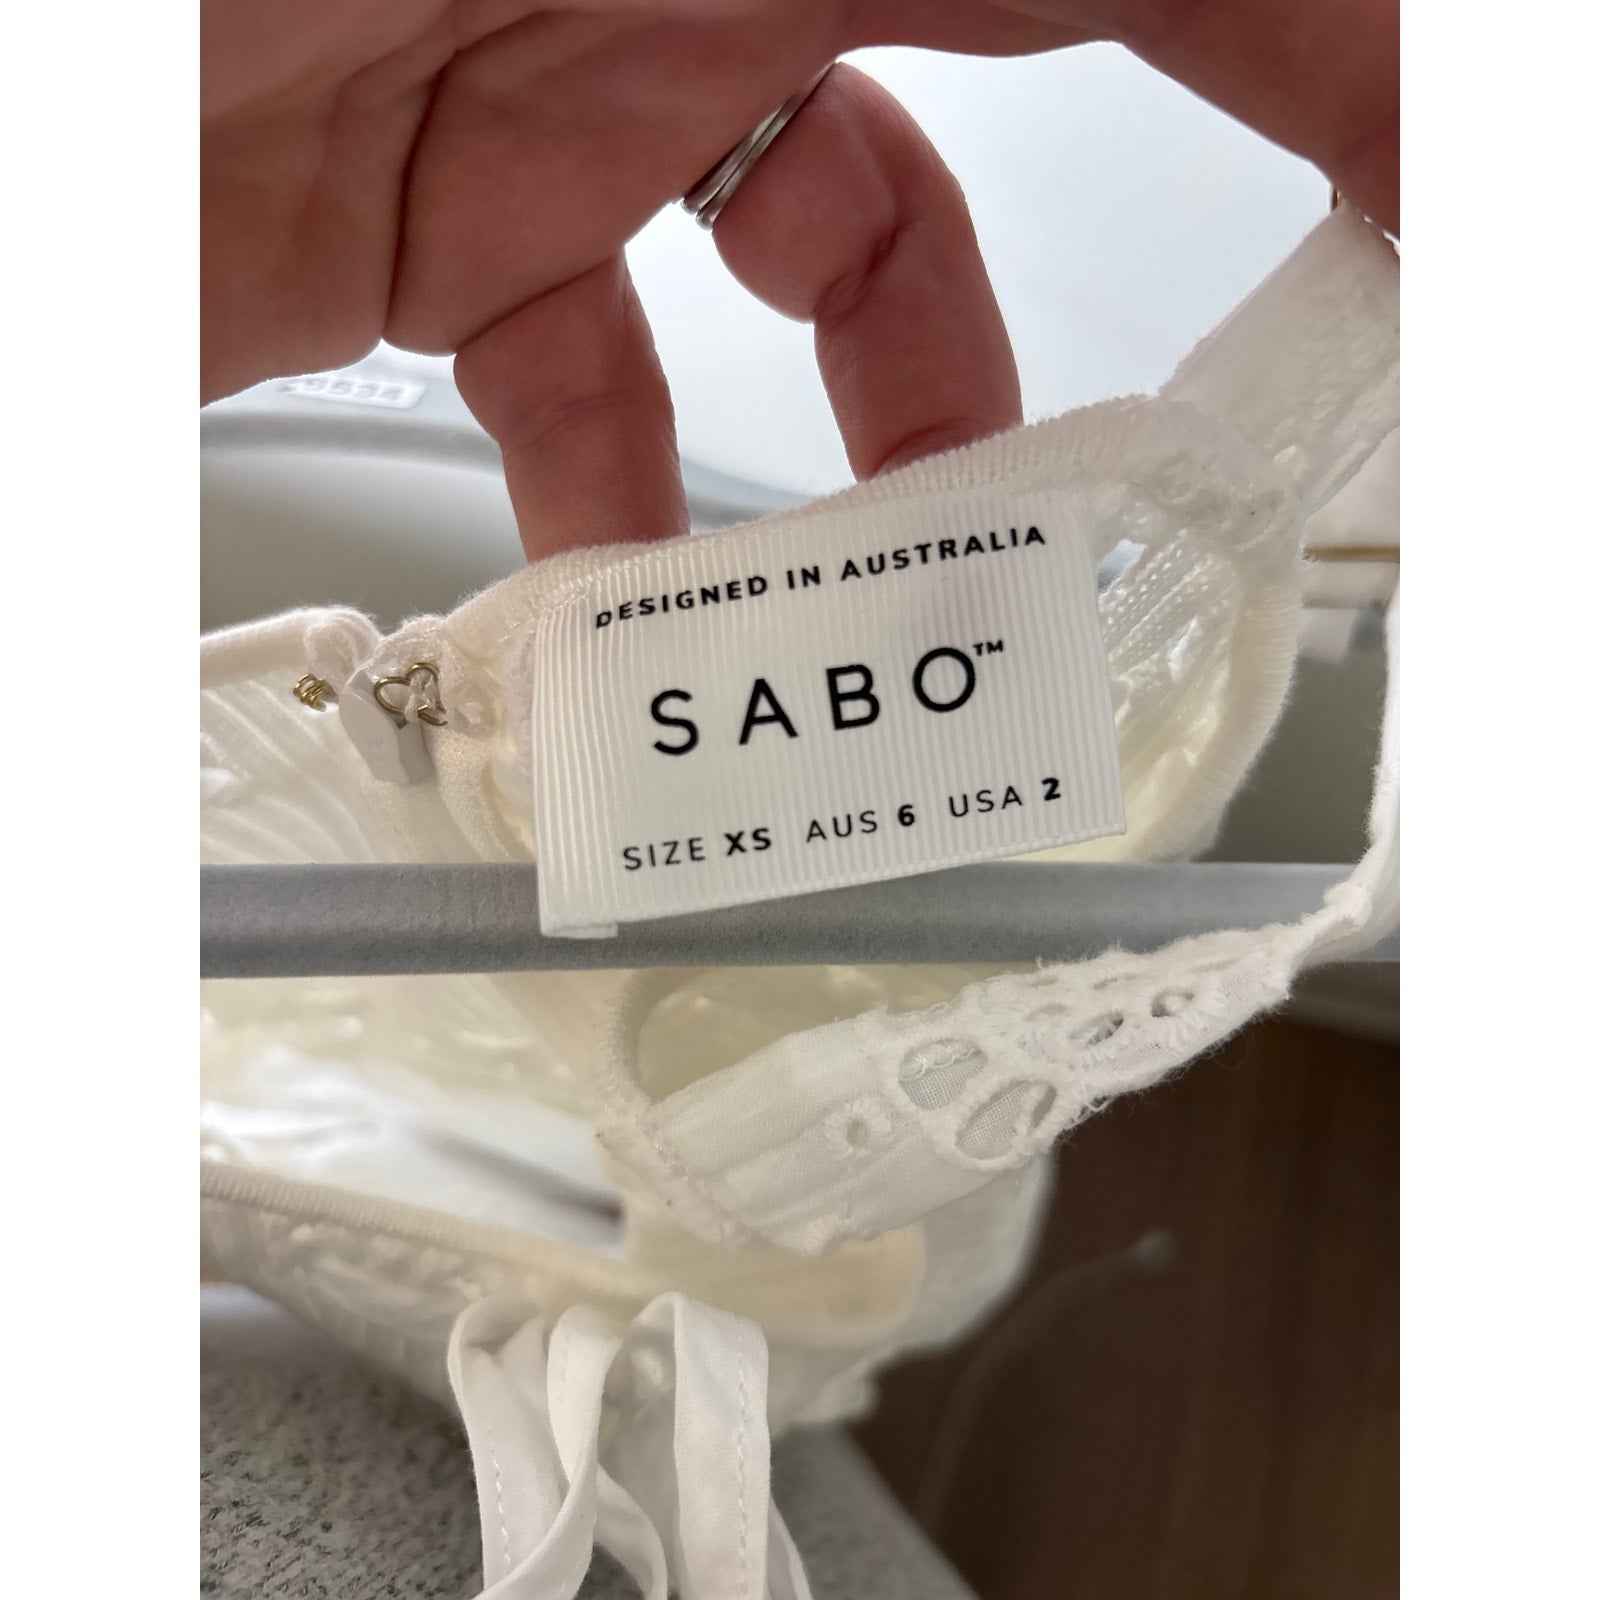 DESIGNED IN AUSTRALIA
SABO™
SIZE XS AUS 6 USA 2